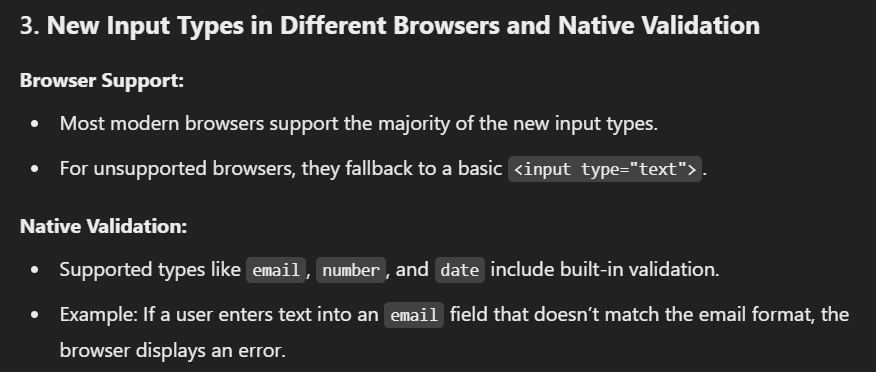 3. New Input Types in Different Browsers and Native Validation
Browser Support:
• Most modern browsers support the majority of the new input types.
• For unsupported browsers, they fallback to a basic <input type="text">.
Native Validation:
• Supported types like email, number, and date include built-in validation.
• Example: If a user enters text into an email field that doesn’t match the email format, the
browser displays an error.